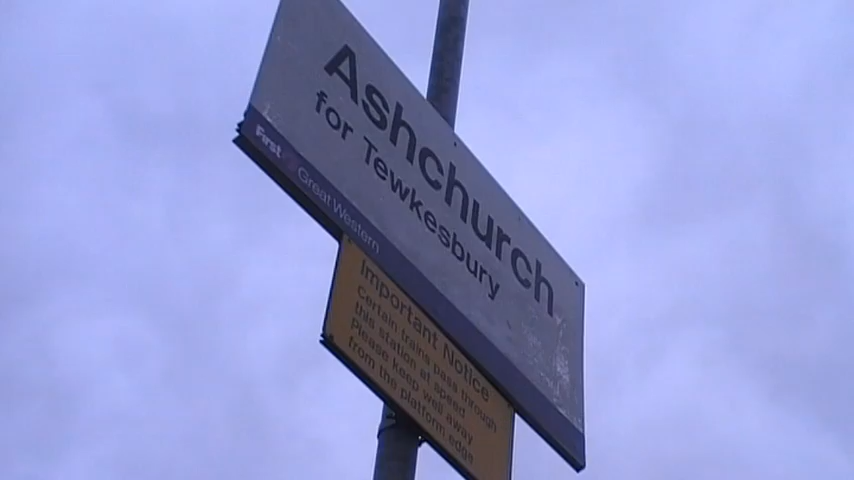 Ashchurch
for Tewkesbury
First Great Western
Important Notice
Certain trains pass through
this station at speed
Please keep well away
from the platform edge